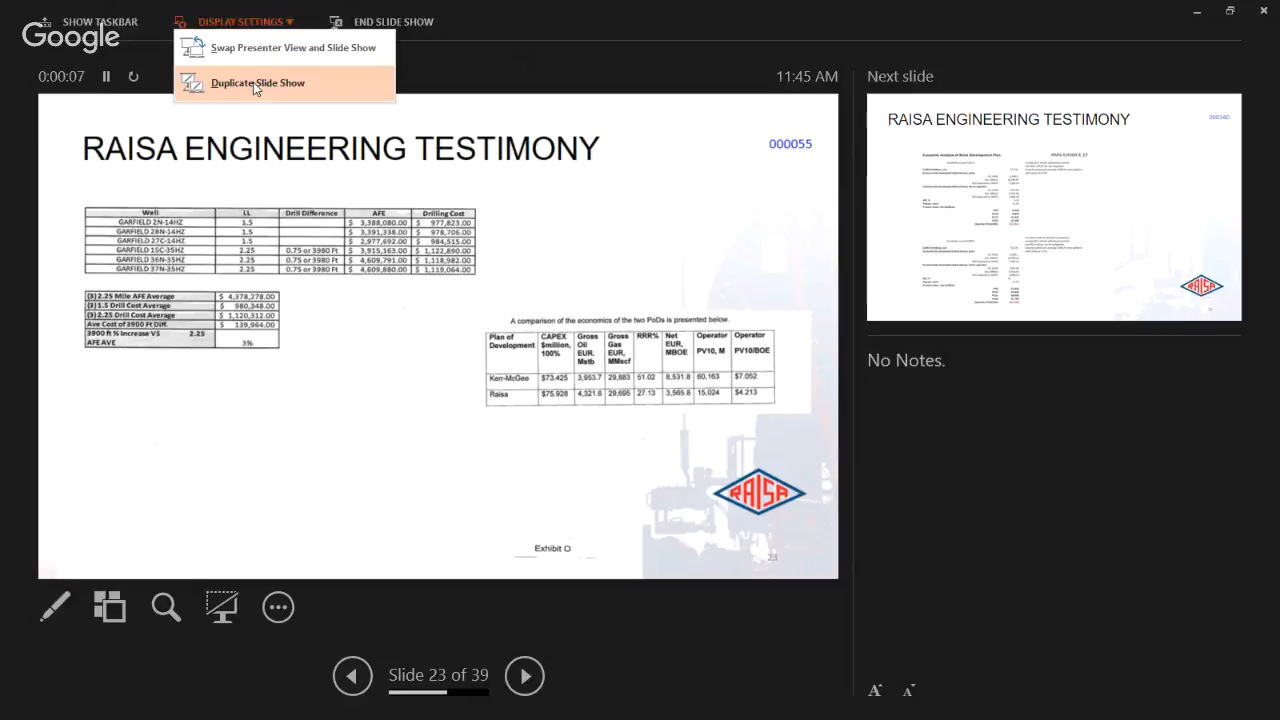 SHOW TASKBAR DISPLAY SETTINGS ▼ END SLIDE SHOW
Google
Swap Presenter View and Slide Show
Duplicate Slide Show
0:00:07 11:45 AM Next slide
RAISA ENGINEERING TESTIMONY 000055
Well LL Drill Difference AFE Drilling Cost
GARFIELD 2N-14HZ 1.5 $ 3,388,080.00 $ 977,823.00
GARFIELD 28N-14HZ 1.5 $ 3,391,338.00 $ 978,706.00
GARFIELD 27C-14HZ 1.5 $ 2,977,692.00 $ 984,515.00
GARFIELD 15C-35HZ 2.25 0.75 or 3980 Ft $ 3,915,163.00 $ 1,122,890.00
GARFIELD 36N-35HZ 2.25 0.75 or 3980 Ft $ 4,609,791.00 $ 1,118,982.00
GARFIELD 37N-35HZ 2.25 0.75 or 3980 Ft $ 4,609,880.00 $ 1,119,064.00
(3) 2.25 Mile AFE Average $ 4,378,278.00
(3) 1.5 Drill Cost Average $ 980,348.00
(3) 2.25 Drill Cost Average $ 1,120,312.00
Ave Cost of 3900 Ft Diff. $ 139,964.00
3900 ft % Increase VS 2.25
AFE AVE 3%
A comparison of the economics of the two PoDs is presented below.
Plan of Development CAPEX $million, 100% Gross Oil EUR. Mstb Gross Gas EUR, MMscf RRR% Net EUR, MBOE Operator PV10, M Operator PV10/BOE
Kerr-McGee $73.425 3,953.7 29,883 51.02 8,531.8 60,163 $7.052
Raisa $75.928 4,321.6 29,695 27.13 3,565.8 15,024 $4.213
RAISA
Exhibit O
23
RAISA ENGINEERING TESTIMONY
Economic Analysis of Raisa Development Plan
RAISA
No Notes.
Slide 23 of 39
A A